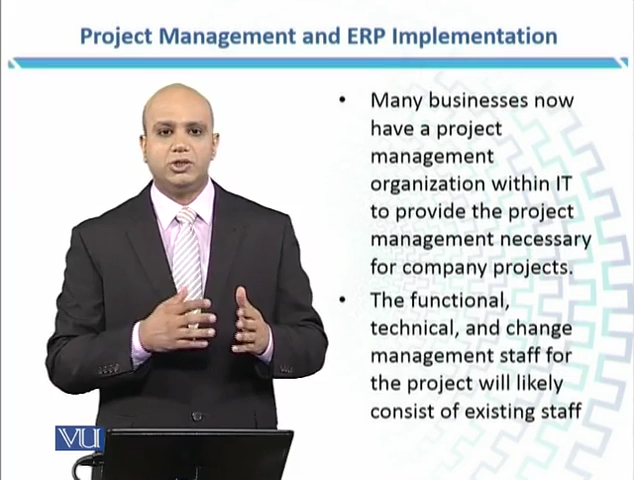 Project Management and ERP Implementation
• Many businesses now
have a project
management
organization within IT
to provide the project
management necessary
for company projects.
• The functional,
technical, and change
management staff for
the project will likely
consist of existing staff
VU